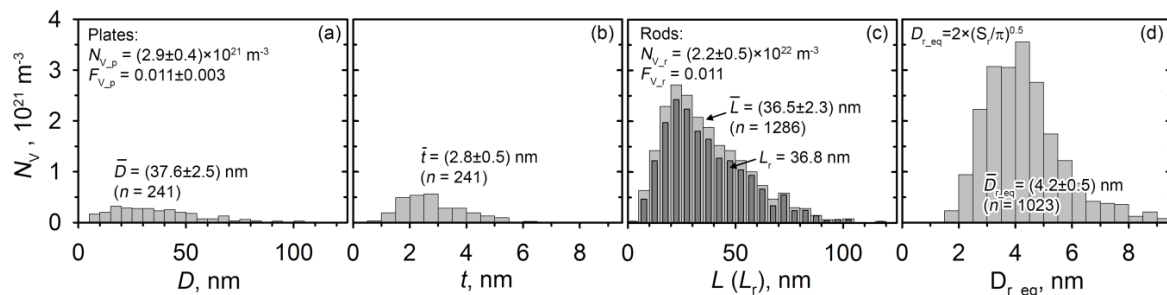 N_V, 10^21 m^-3
4
3
2
1
0
(a)
Plates:
N_V_p = (2.9±0.4)×10^21 m^-3
F_V_p = 0.011±0.003
D̄ = (37.6±2.5) nm
(n = 241)
0 50 100
D, nm
(b)
t̄ = (2.8±0.5) nm
(n = 241)
0 2 4 6 8
t, nm
(c)
Rods:
N_V_r = (2.2±0.5)×10^22 m^-3
F_V_r = 0.011
L̄ = (36.5±2.3) nm
(n = 1286)
L_r = 36.8 nm
0 50 100
L (L_r), nm
D_r_eq=2×(S_r/π)^0.5
(d)
D̄_r_eq = (4.2±0.5) nm
(n = 1023)
2 4 6 8
D_r_eq, nm